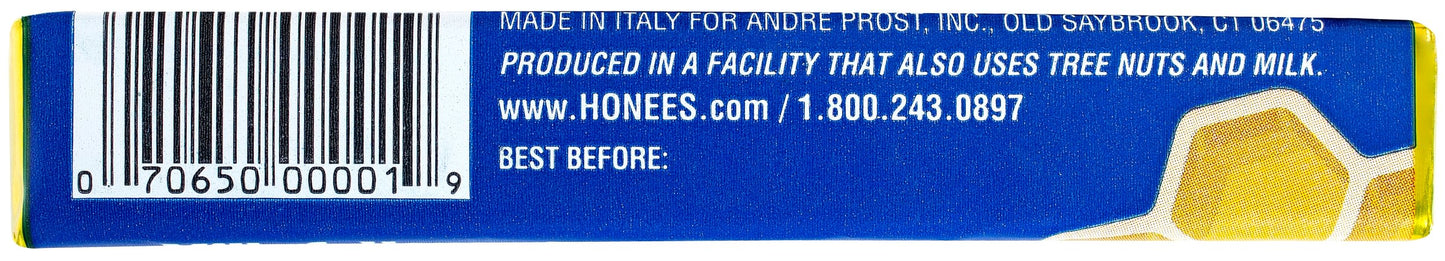 MADE IN ITALY FOR ANDRE PROST, INC., OLD SAYBROOK, CT 06475
PRODUCED IN A FACILITY THAT ALSO USES TREE NUTS AND MILK.
www.HONEES.com / 1.800.243.0897
BEST BEFORE:
0 70650 00001 9